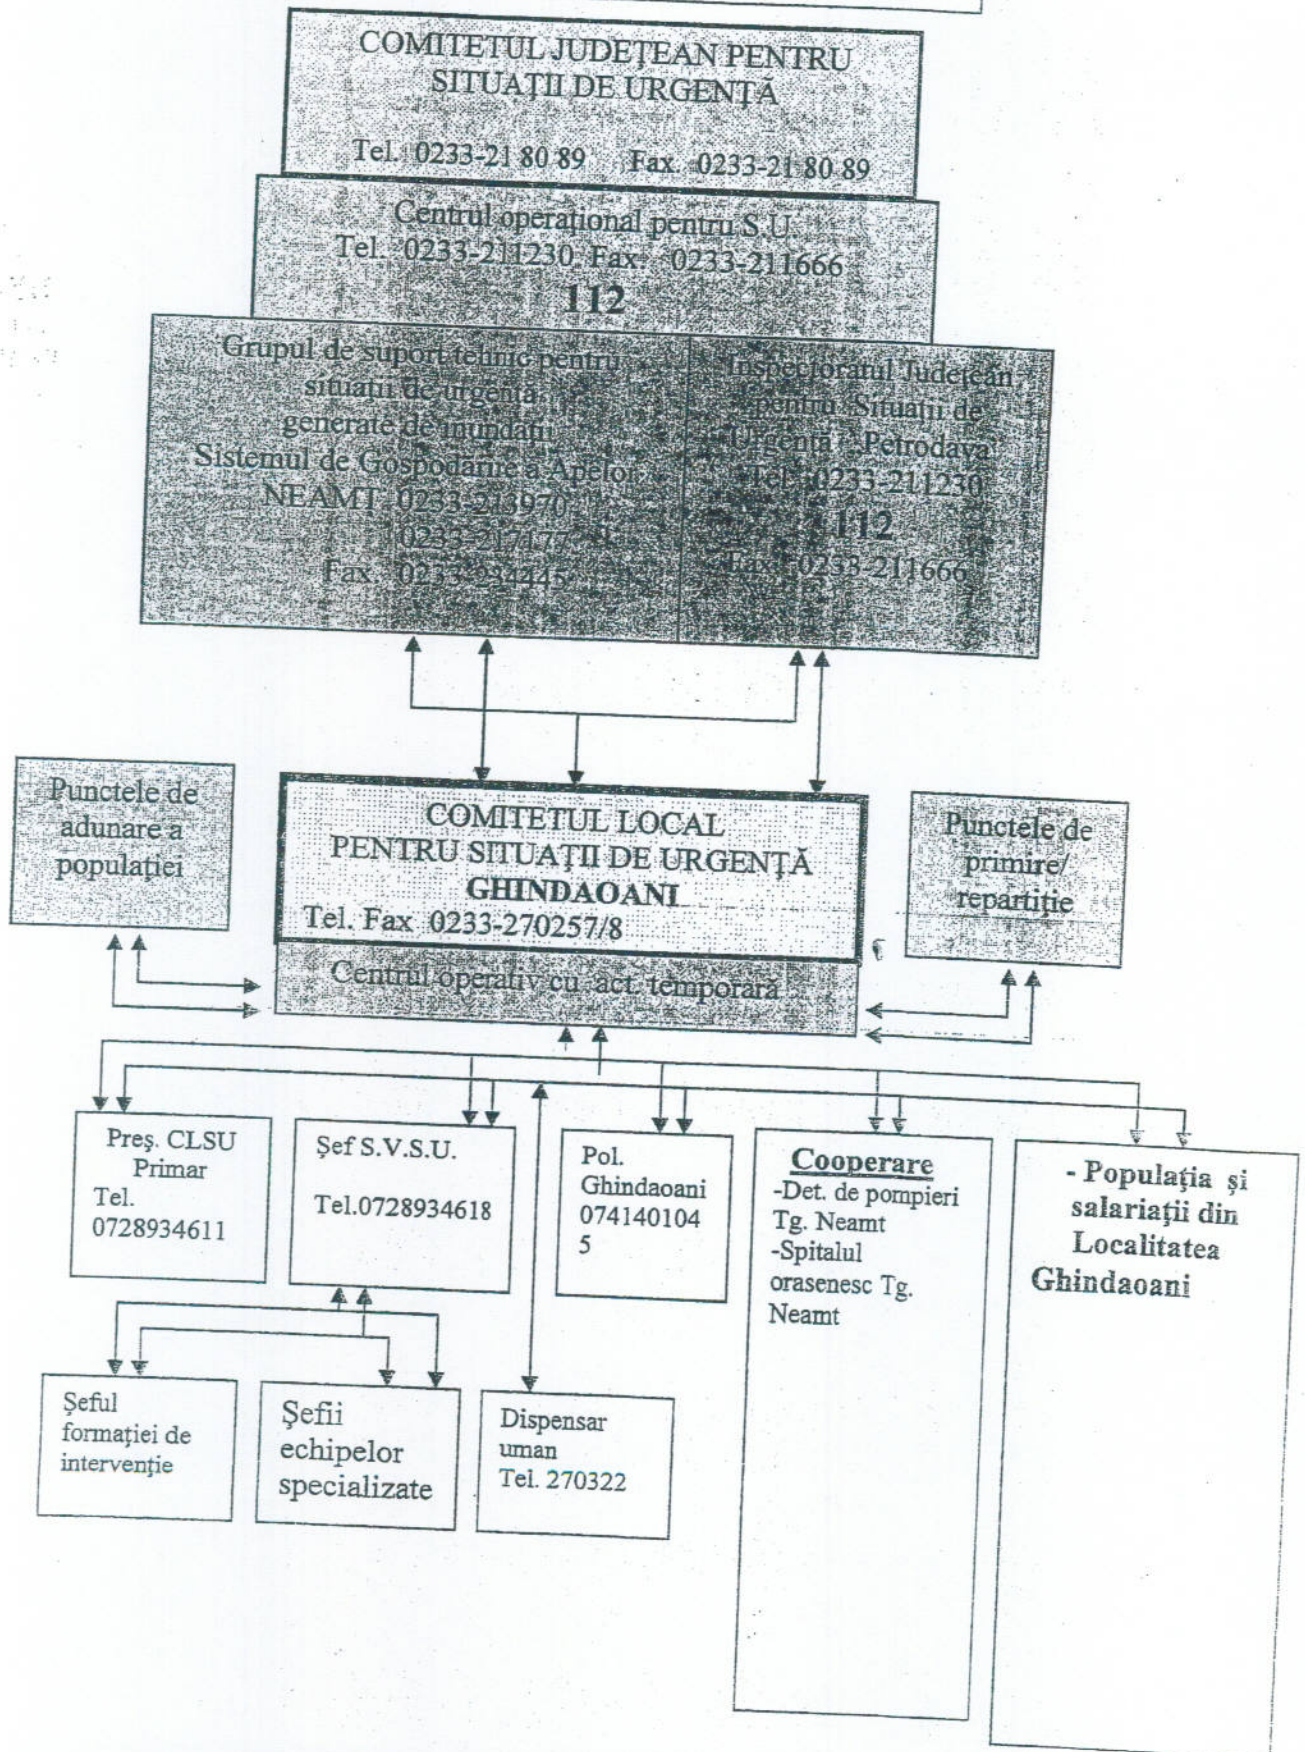 COMITETUL JUDEȚEAN PENTRU
SITUAȚII DE URGENȚĂ
Tel. 0233-21 80 89 Fax. 0233-21 80 89
Centrul operațional pentru S.U.
Tel. 0233-211230 Fax. 0233-211666
112
Grupul de suport tehnic pentru
situații de urgență
generate de inundații
Sistemul de Gospodărire a Apelor
NEAMT 0233-213970
0233-217177
Fax. 0233-234445
Inspectoratul Județean
pentru Situații de
Urgență Petrodava
Tel. 0233-211230
112
Fax. 0233-211666
Punctele de
adunare a
populației
COMITETUL LOCAL
PENTRU SITUAȚII DE URGENȚĂ
GHINDAOANI
Tel. Fax 0233-270257/8
Centrul operativ cu act. temporară
Punctele de
primire/
repartiție
Preș. CLSU
Primar
Tel.
0728934611
Șef S.V.S.U.
Tel.0728934618
Pol.
Ghindaoani
074140104
5
Cooperare
-Det. de pompieri
Tg. Neamt
-Spitalul
orasenesc Tg.
Neamt
- Populația și
salariații din
Localitatea
Ghindaoani
Șeful
formației de
intervenție
Șefii
echipelor
specializate
Dispensar
uman
Tel. 270322